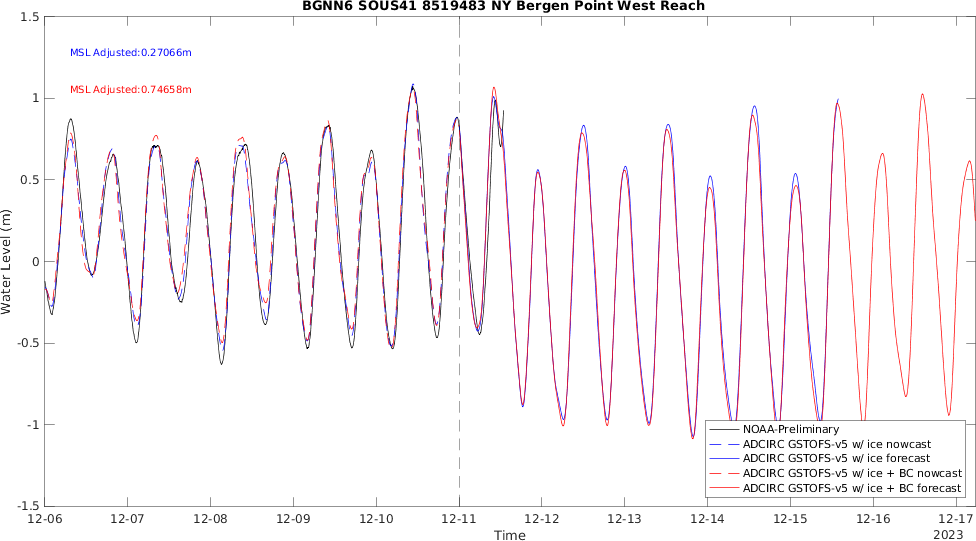 BGNN6 SOUS41 8519483 NY Bergen Point West Reach
1.5
MSL Adjusted:0.27066m
MSL Adjusted:0.74658m
1
0.5
0
-0.5
-1
-1.5
Water Level (m)
NOAA-Preliminary
ADCIRC GSTOFS-v5 w/ ice nowcast
ADCIRC GSTOFS-v5 w/ ice forecast
ADCIRC GSTOFS-v5 w/ ice + BC nowcast
ADCIRC GSTOFS-v5 w/ ice + BC forecast
12-06 12-07 12-08 12-09 12-10 12-11 12-12 12-13 12-14 12-15 12-16 12-17
Time 2023